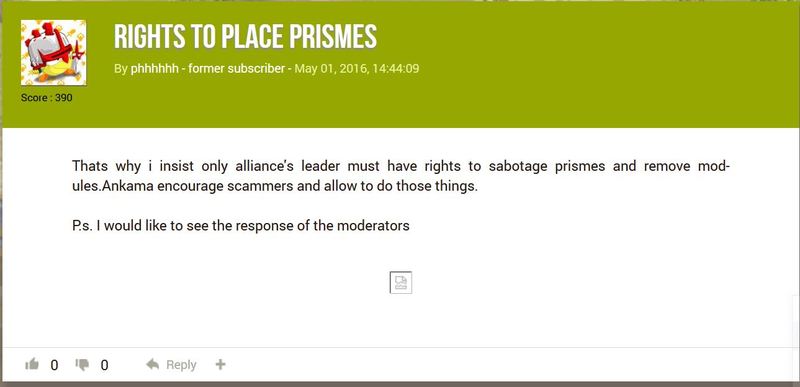 RIGHTS TO PLACE PRISMES
By phhhhhh - former subscriber - May 01, 2016, 14:44:09
Score : 390
Thats why i insist only alliance's leader must have rights to sabotage prismes and remove mod-
ules.Ankama encourage scammers and allow to do those things.
P.s. I would like to see the response of the moderators
0 0 Reply